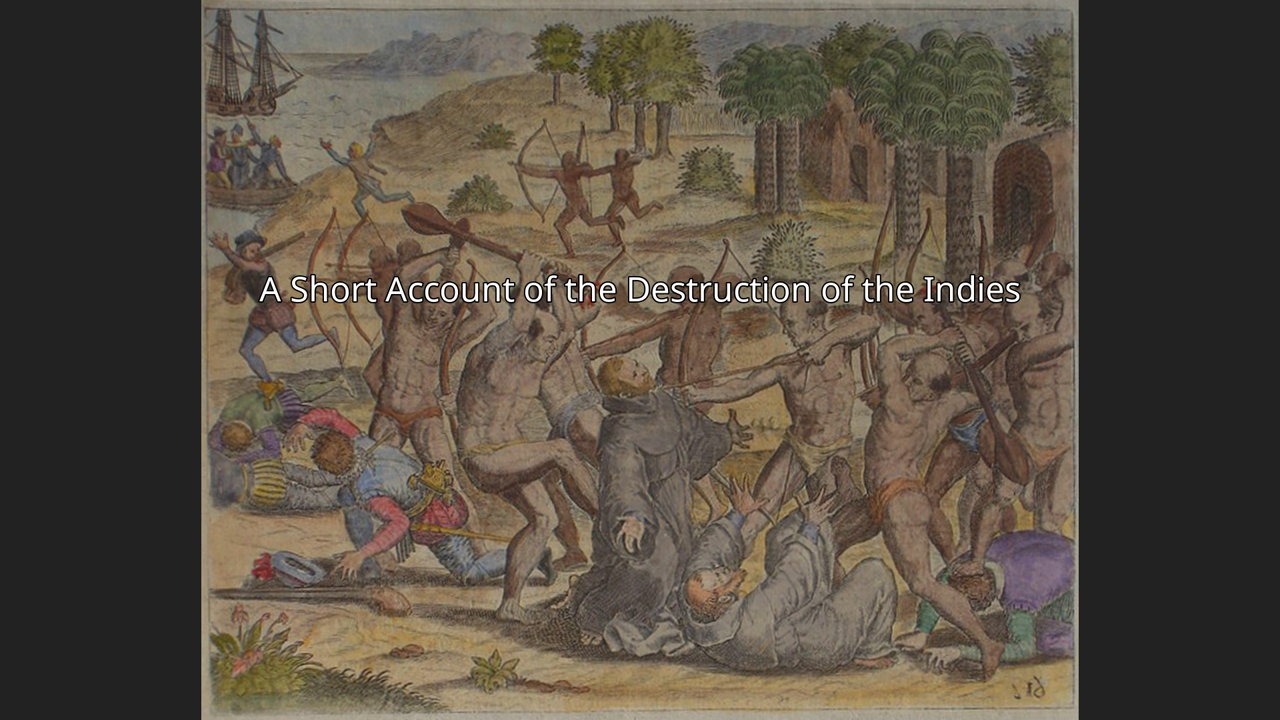 A Short Account of the Destruction of the Indies